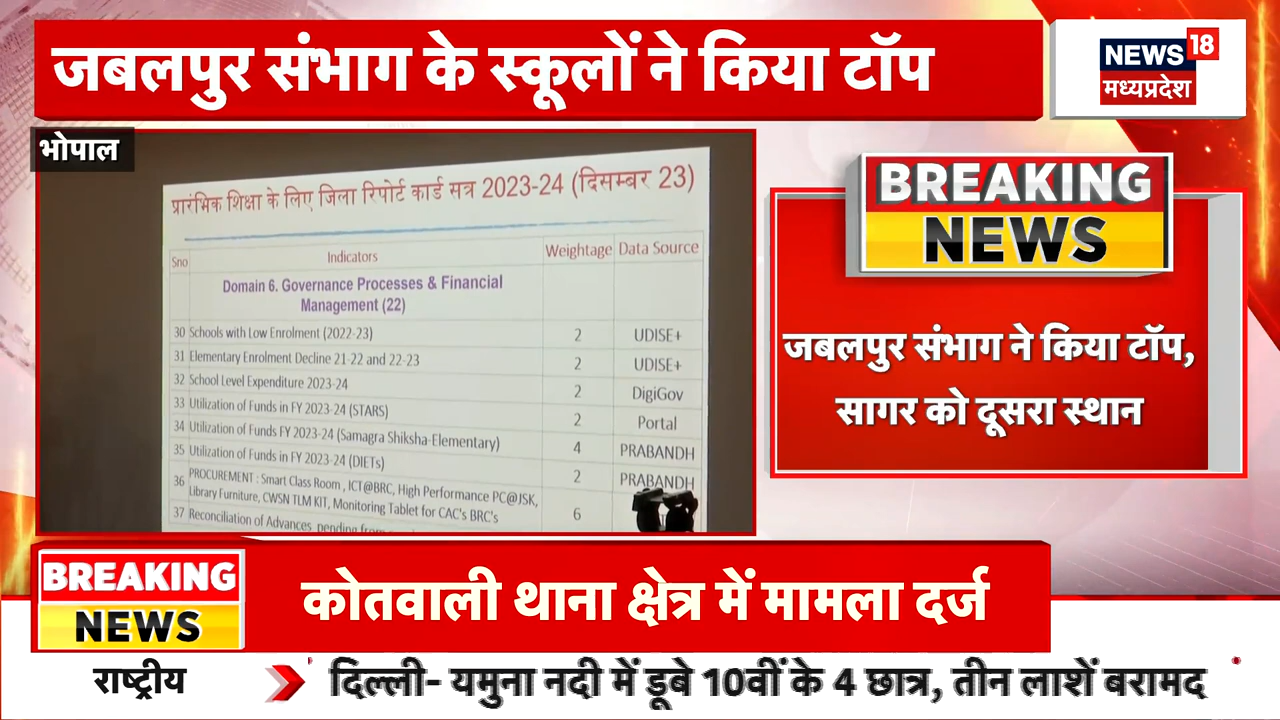 जबलपुर संभाग के स्कूलों ने किया टॉप
NEWS 18
मध्यप्रदेश
भोपाल
प्रारंभिक शिक्षा के लिए जिला रिपोर्ट कार्ड सत्र 2023-24 (दिसम्बर 23)
Sno Indicators Weightage Data Source
Domain 6. Governance Processes & Financial
Management (22)
30 Schools with Low Enrolment (2022-23) 2 UDISE+
31 Elementary Enrolment Decline 21-22 and 22-23 2 UDISE+
32 School Level Expenditure 2023-24 2 DigiGov
33 Utilization of Funds in FY 2023-24 (STARS) 2 Portal
34 Utilization of Funds FY 2023-24 (Samagra Shiksha-Elementary) 4 PRABANDH
35 Utilization of Funds in FY 2023-24 (DIETs) 2 PRABANDH
36 PROCUREMENT : Smart Class Room , ICT@BRC, High Performance PC@JSK,
Library Furniture, CWSN TLM KIT, Monitoring Tablet for CAC's BRC's 6
37 Reconciliation of Advances pending
BREAKING
NEWS
जबलपुर संभाग ने किया टॉप,
सागर को दूसरा स्थान
BREAKING
NEWS
कोतवाली थाना क्षेत्र में मामला दर्ज
राष्ट्रीय
दिल्ली- यमुना नदी में डूबे 10वीं के 4 छात्र, तीन लाशें बरामद